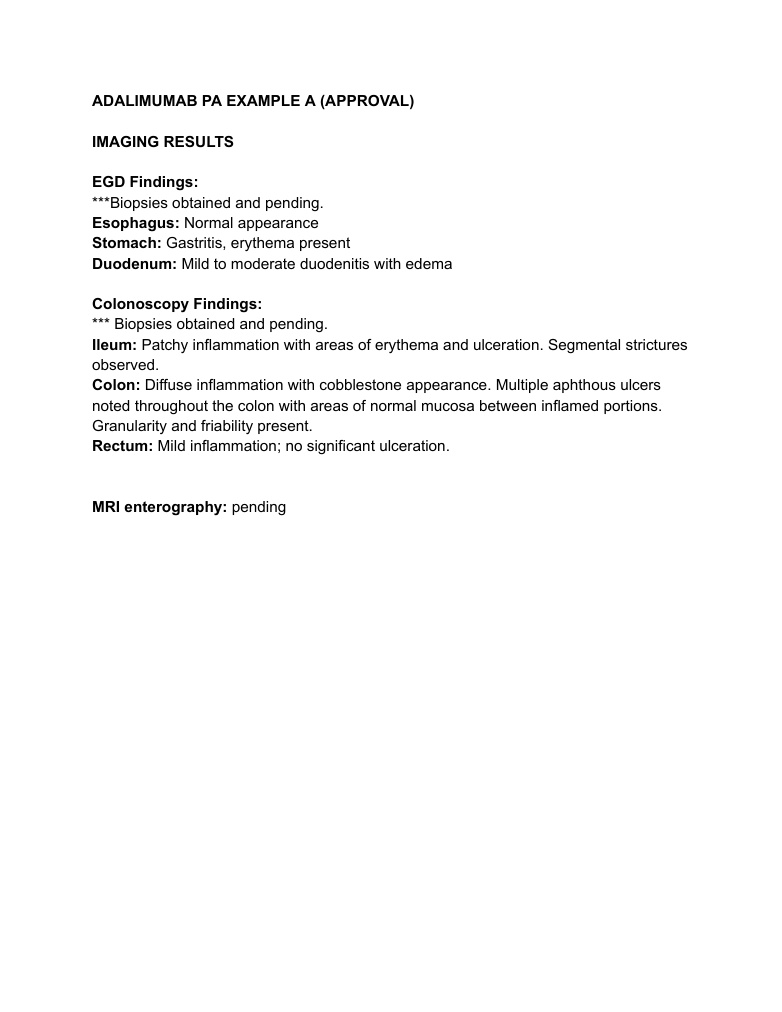 ADALIMUMAB PA EXAMPLE A (APPROVAL)
IMAGING RESULTS
EGD Findings:
***Biopsies obtained and pending.
Esophagus: Normal appearance
Stomach: Gastritis, erythema present
Duodenum: Mild to moderate duodenitis with edema
Colonoscopy Findings:
*** Biopsies obtained and pending.
Ileum: Patchy inflammation with areas of erythema and ulceration. Segmental strictures
observed.
Colon: Diffuse inflammation with cobblestone appearance. Multiple aphthous ulcers
noted throughout the colon with areas of normal mucosa between inflamed portions.
Granularity and friability present.
Rectum: Mild inflammation; no significant ulceration.
MRI enterography: pending